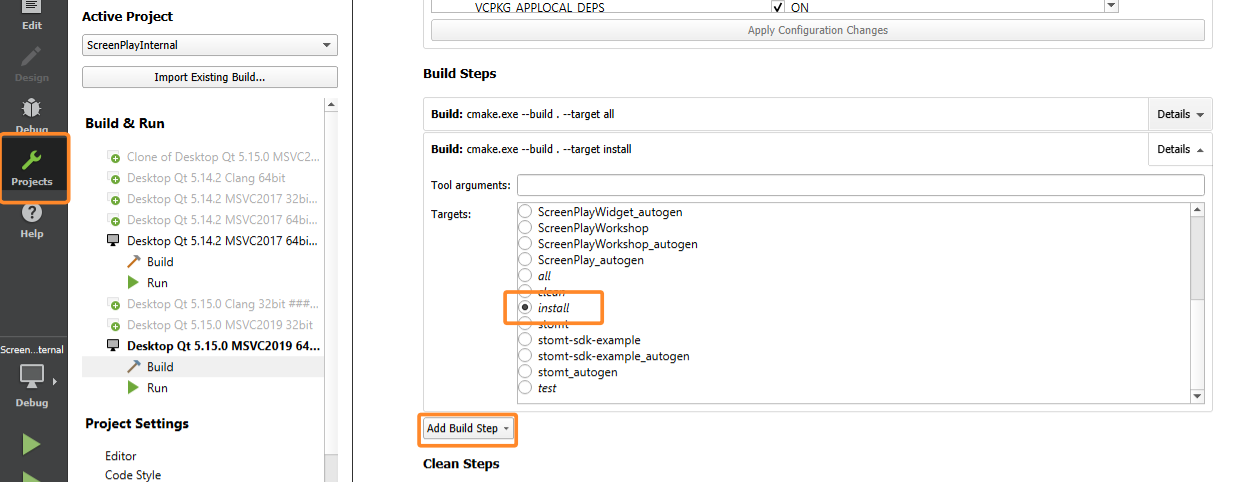 Edit
Design
Debug
Projects
Help
Screen...ternal
Debug
Active Project
ScreenPlayInternal
Import Existing Build...
Build & Run
Clone of Desktop Qt 5.15.0 MSVC2...
Desktop Qt 5.14.2 Clang 64bit
Desktop Qt 5.14.2 MSVC2017 32bi...
Desktop Qt 5.14.2 MSVC2017 64bi...
Desktop Qt 5.14.2 MSVC2017 64bi...
Build
Run
Desktop Qt 5.15.0 Clang 32bit ###...
Desktop Qt 5.15.0 MSVC2019 32bit
Desktop Qt 5.15.0 MSVC2019 64...
Build
Run
Project Settings
Editor
Code Style
VCPKG_APPLOCAL_DEPS ON
Apply Configuration Changes
Build Steps
Build: cmake.exe --build . --target all Details
Build: cmake.exe --build . --target install Details
Tool arguments:
Targets:
ScreenPlayWidget_autogen
ScreenPlayWorkshop
ScreenPlayWorkshop_autogen
ScreenPlay_autogen
all
clean
install
stomt
stomt-sdk-example
stomt-sdk-example_autogen
stomt_autogen
test
Add Build Step
Clean Steps